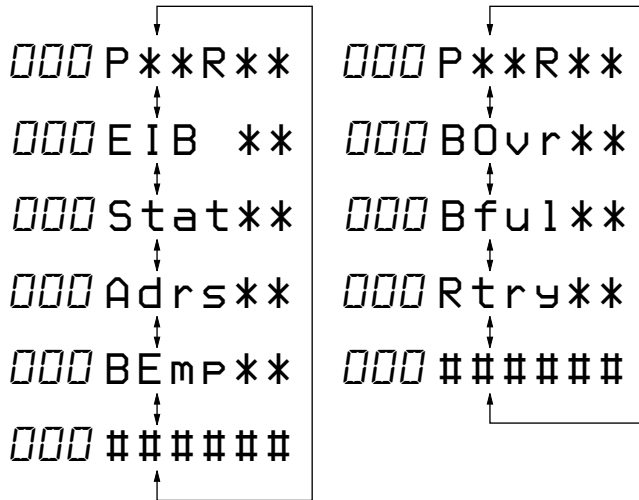 000 P**R**
000 EIB **
000 Stat**
000 Adrs**
000 BEmp**
000 ######
000 P**R**
000 BOvr**
000 Bful**
000 Rtry**
000 ######